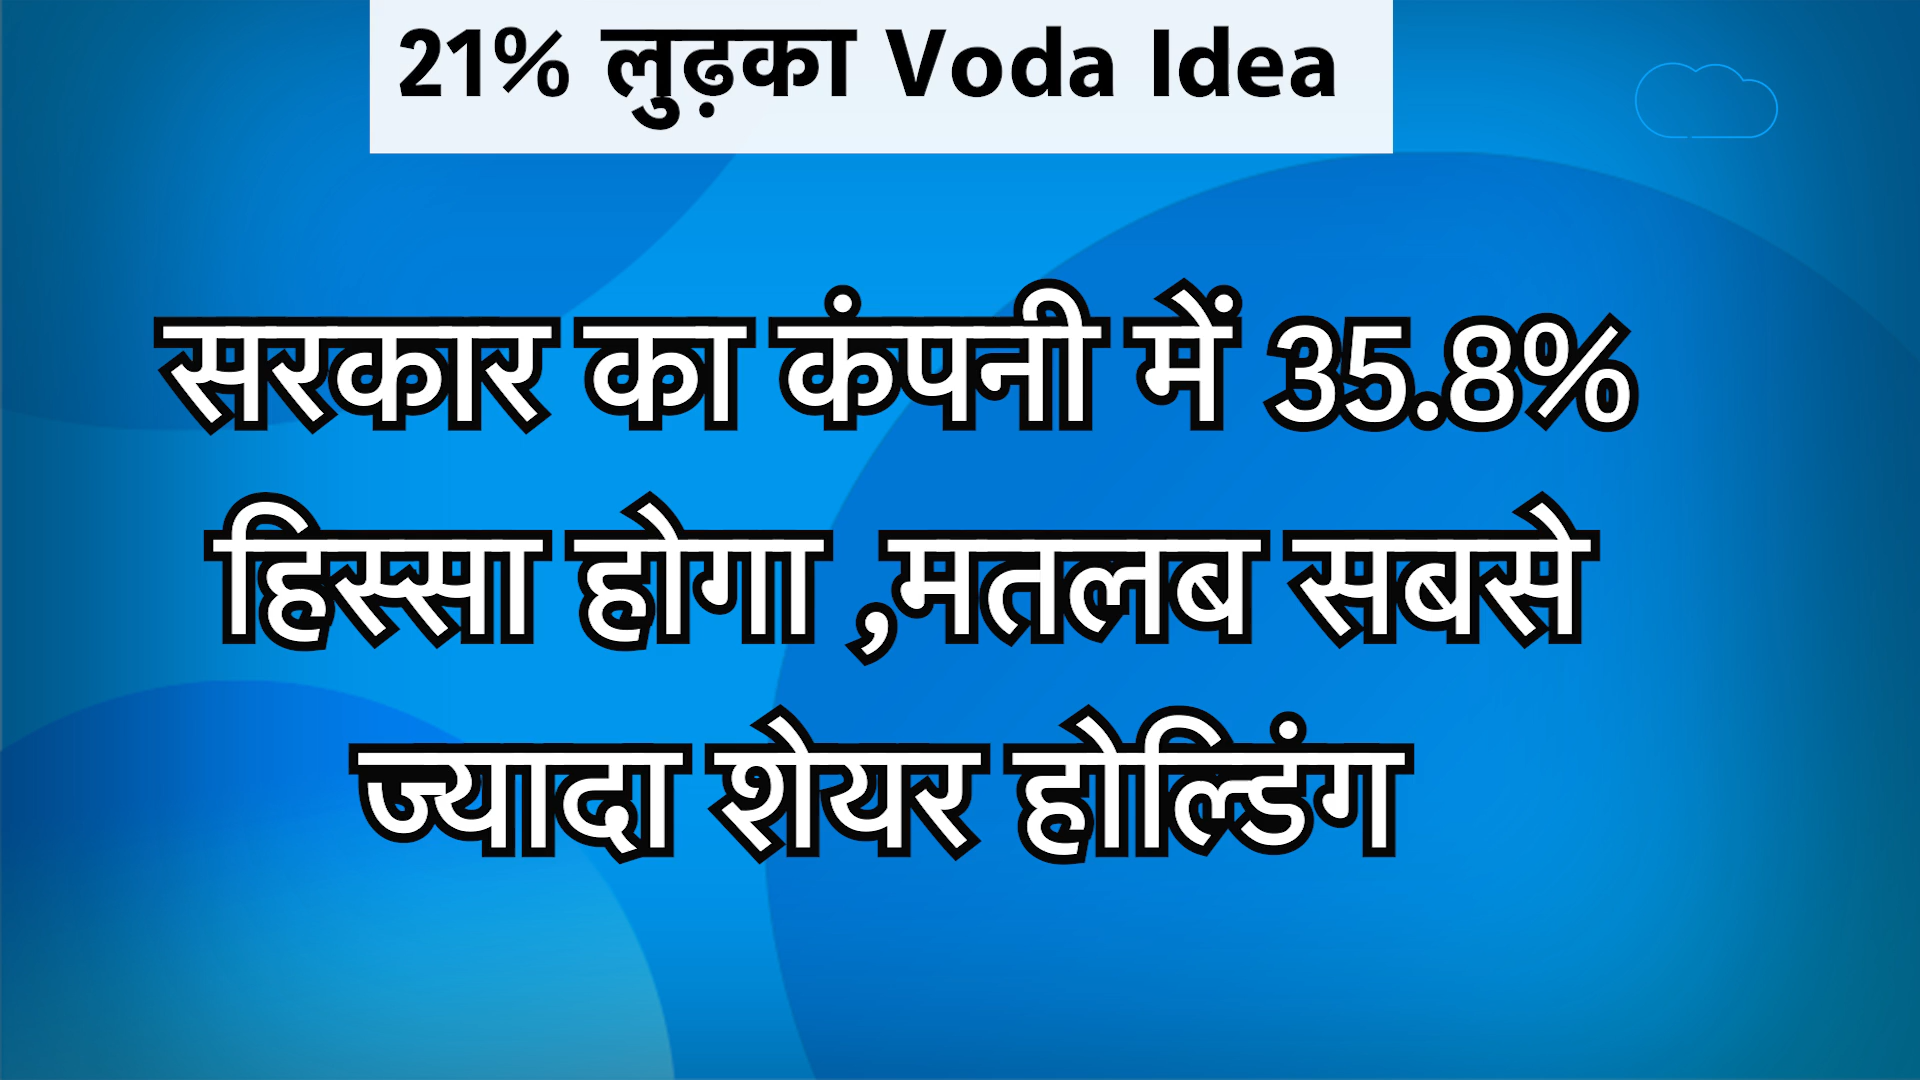 21% लुढ़का Voda Idea
सरकार का कंपनी में 35.8%
हिस्सा होगा ,मतलब सबसे
ज्यादा शेयर होल्डिंग